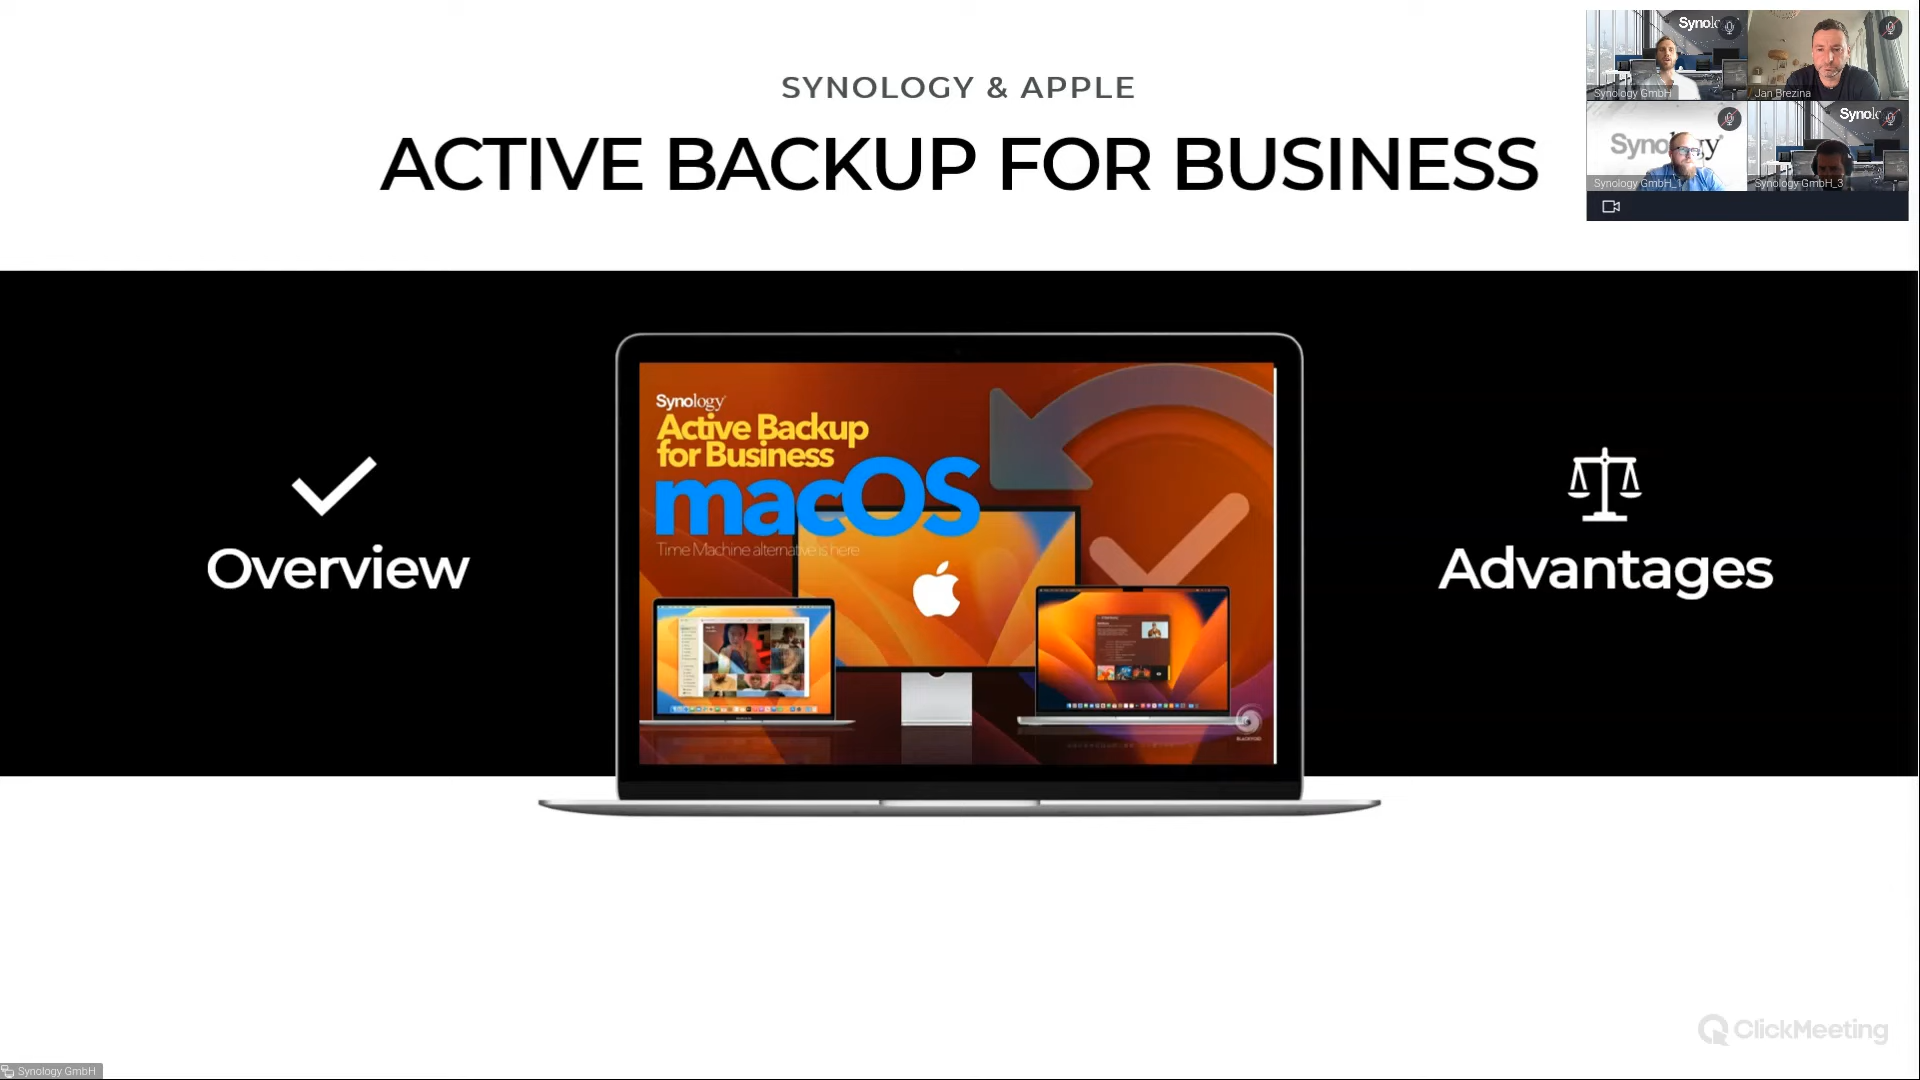 SYNOLOGY & APPLE
ACTIVE BACKUP FOR BUSINESS
Synology GmbH
Jan Brezina
Synology
Synology GmbH_1
Synology GmbH_3
Overview
Synology
Active Backup
for Business
macOS
Time Machine alternative is here
Advantages
ClickMeeting
Synology GmbH